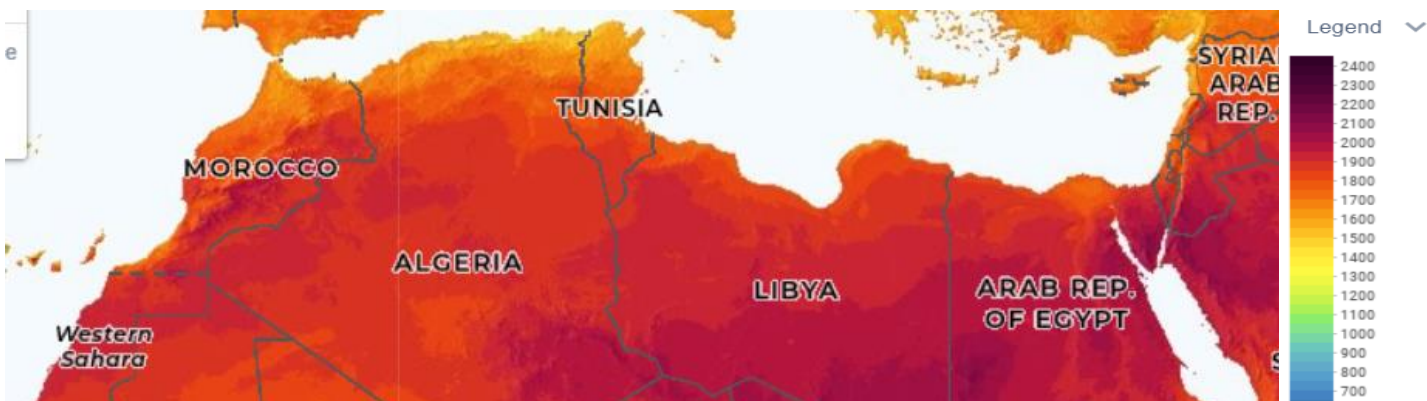 e
Legend
SYRIA
ARAB
REP.
TUNISIA
MOROCCO
ALGERIA
LIBYA
ARAB REP.
OF EGYPT
Western
Sahara
S
2400
2300
2200
2100
2000
1900
1800
1700
1600
1500
1400
1300
1200
1100
1000
900
800
700